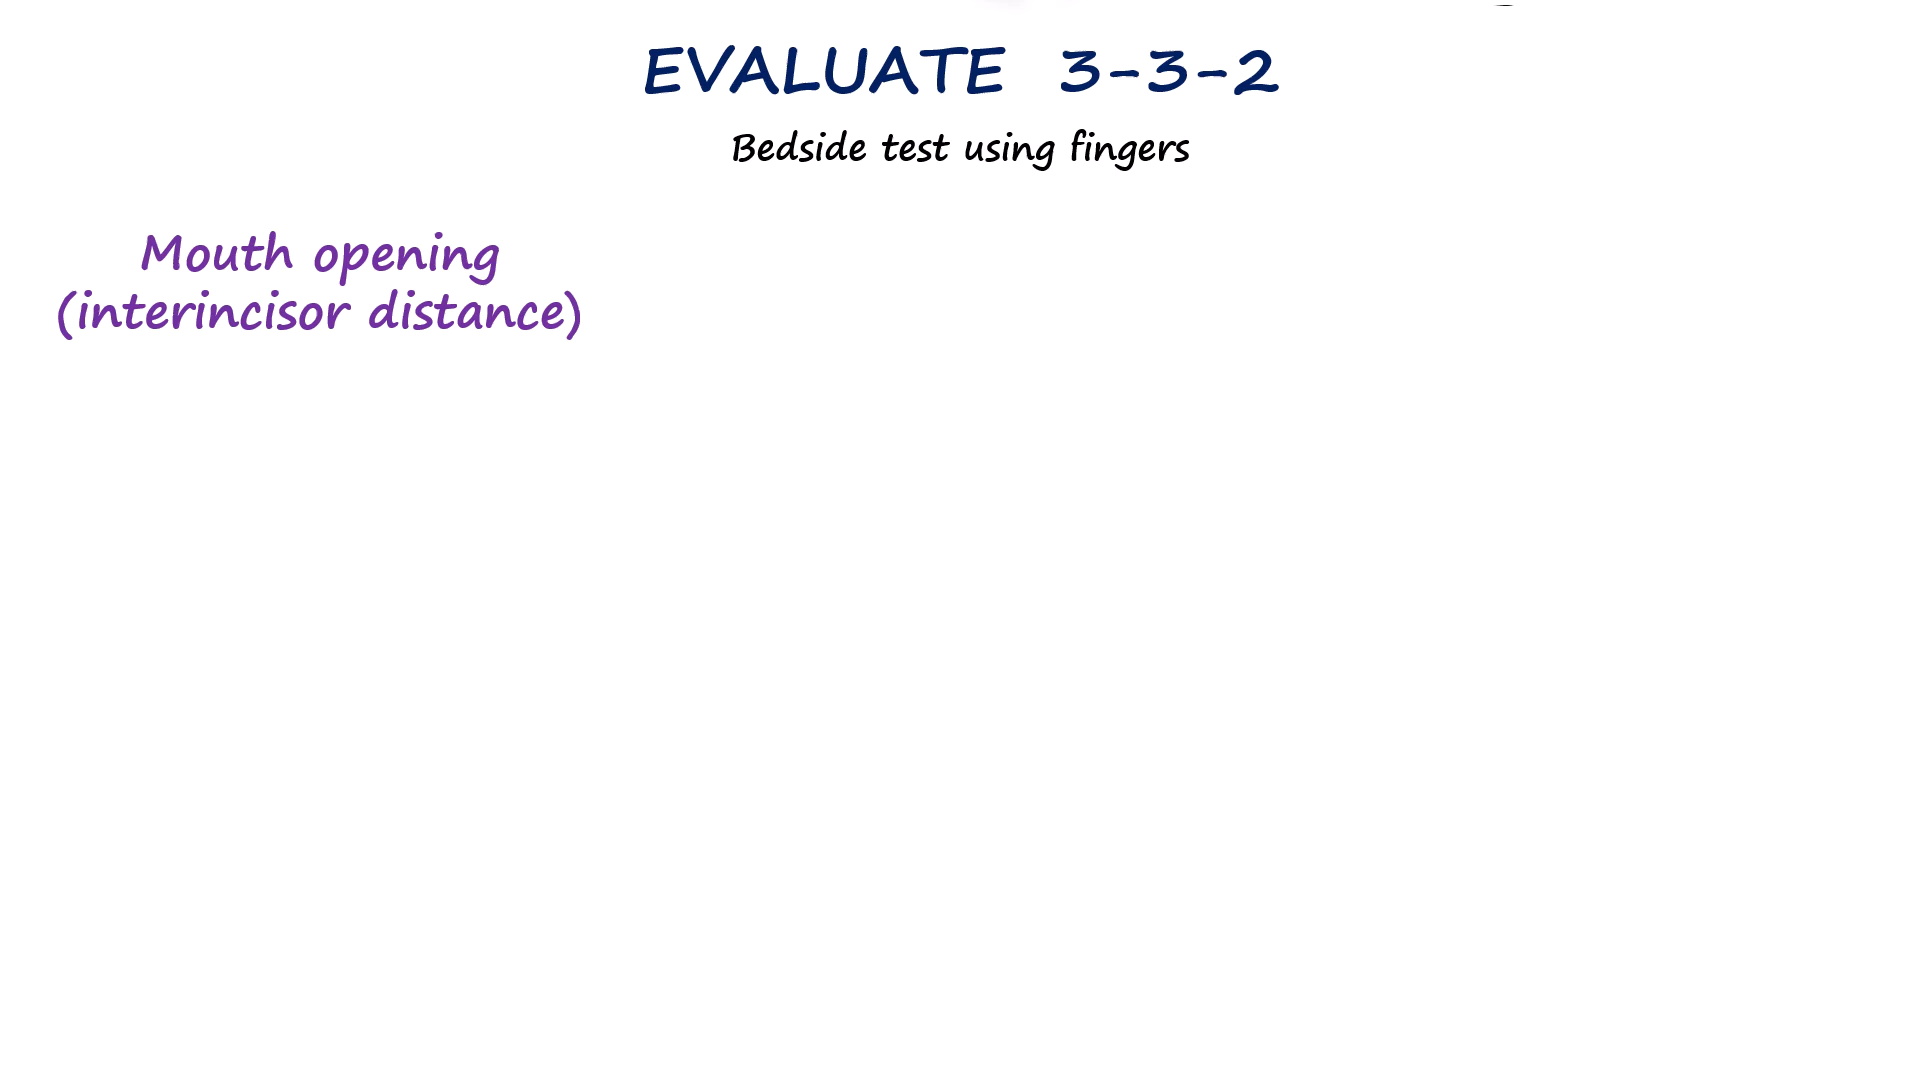 EVALUATE 3-3-2
Bedside test using fingers
Mouth opening
(interincisor distance)